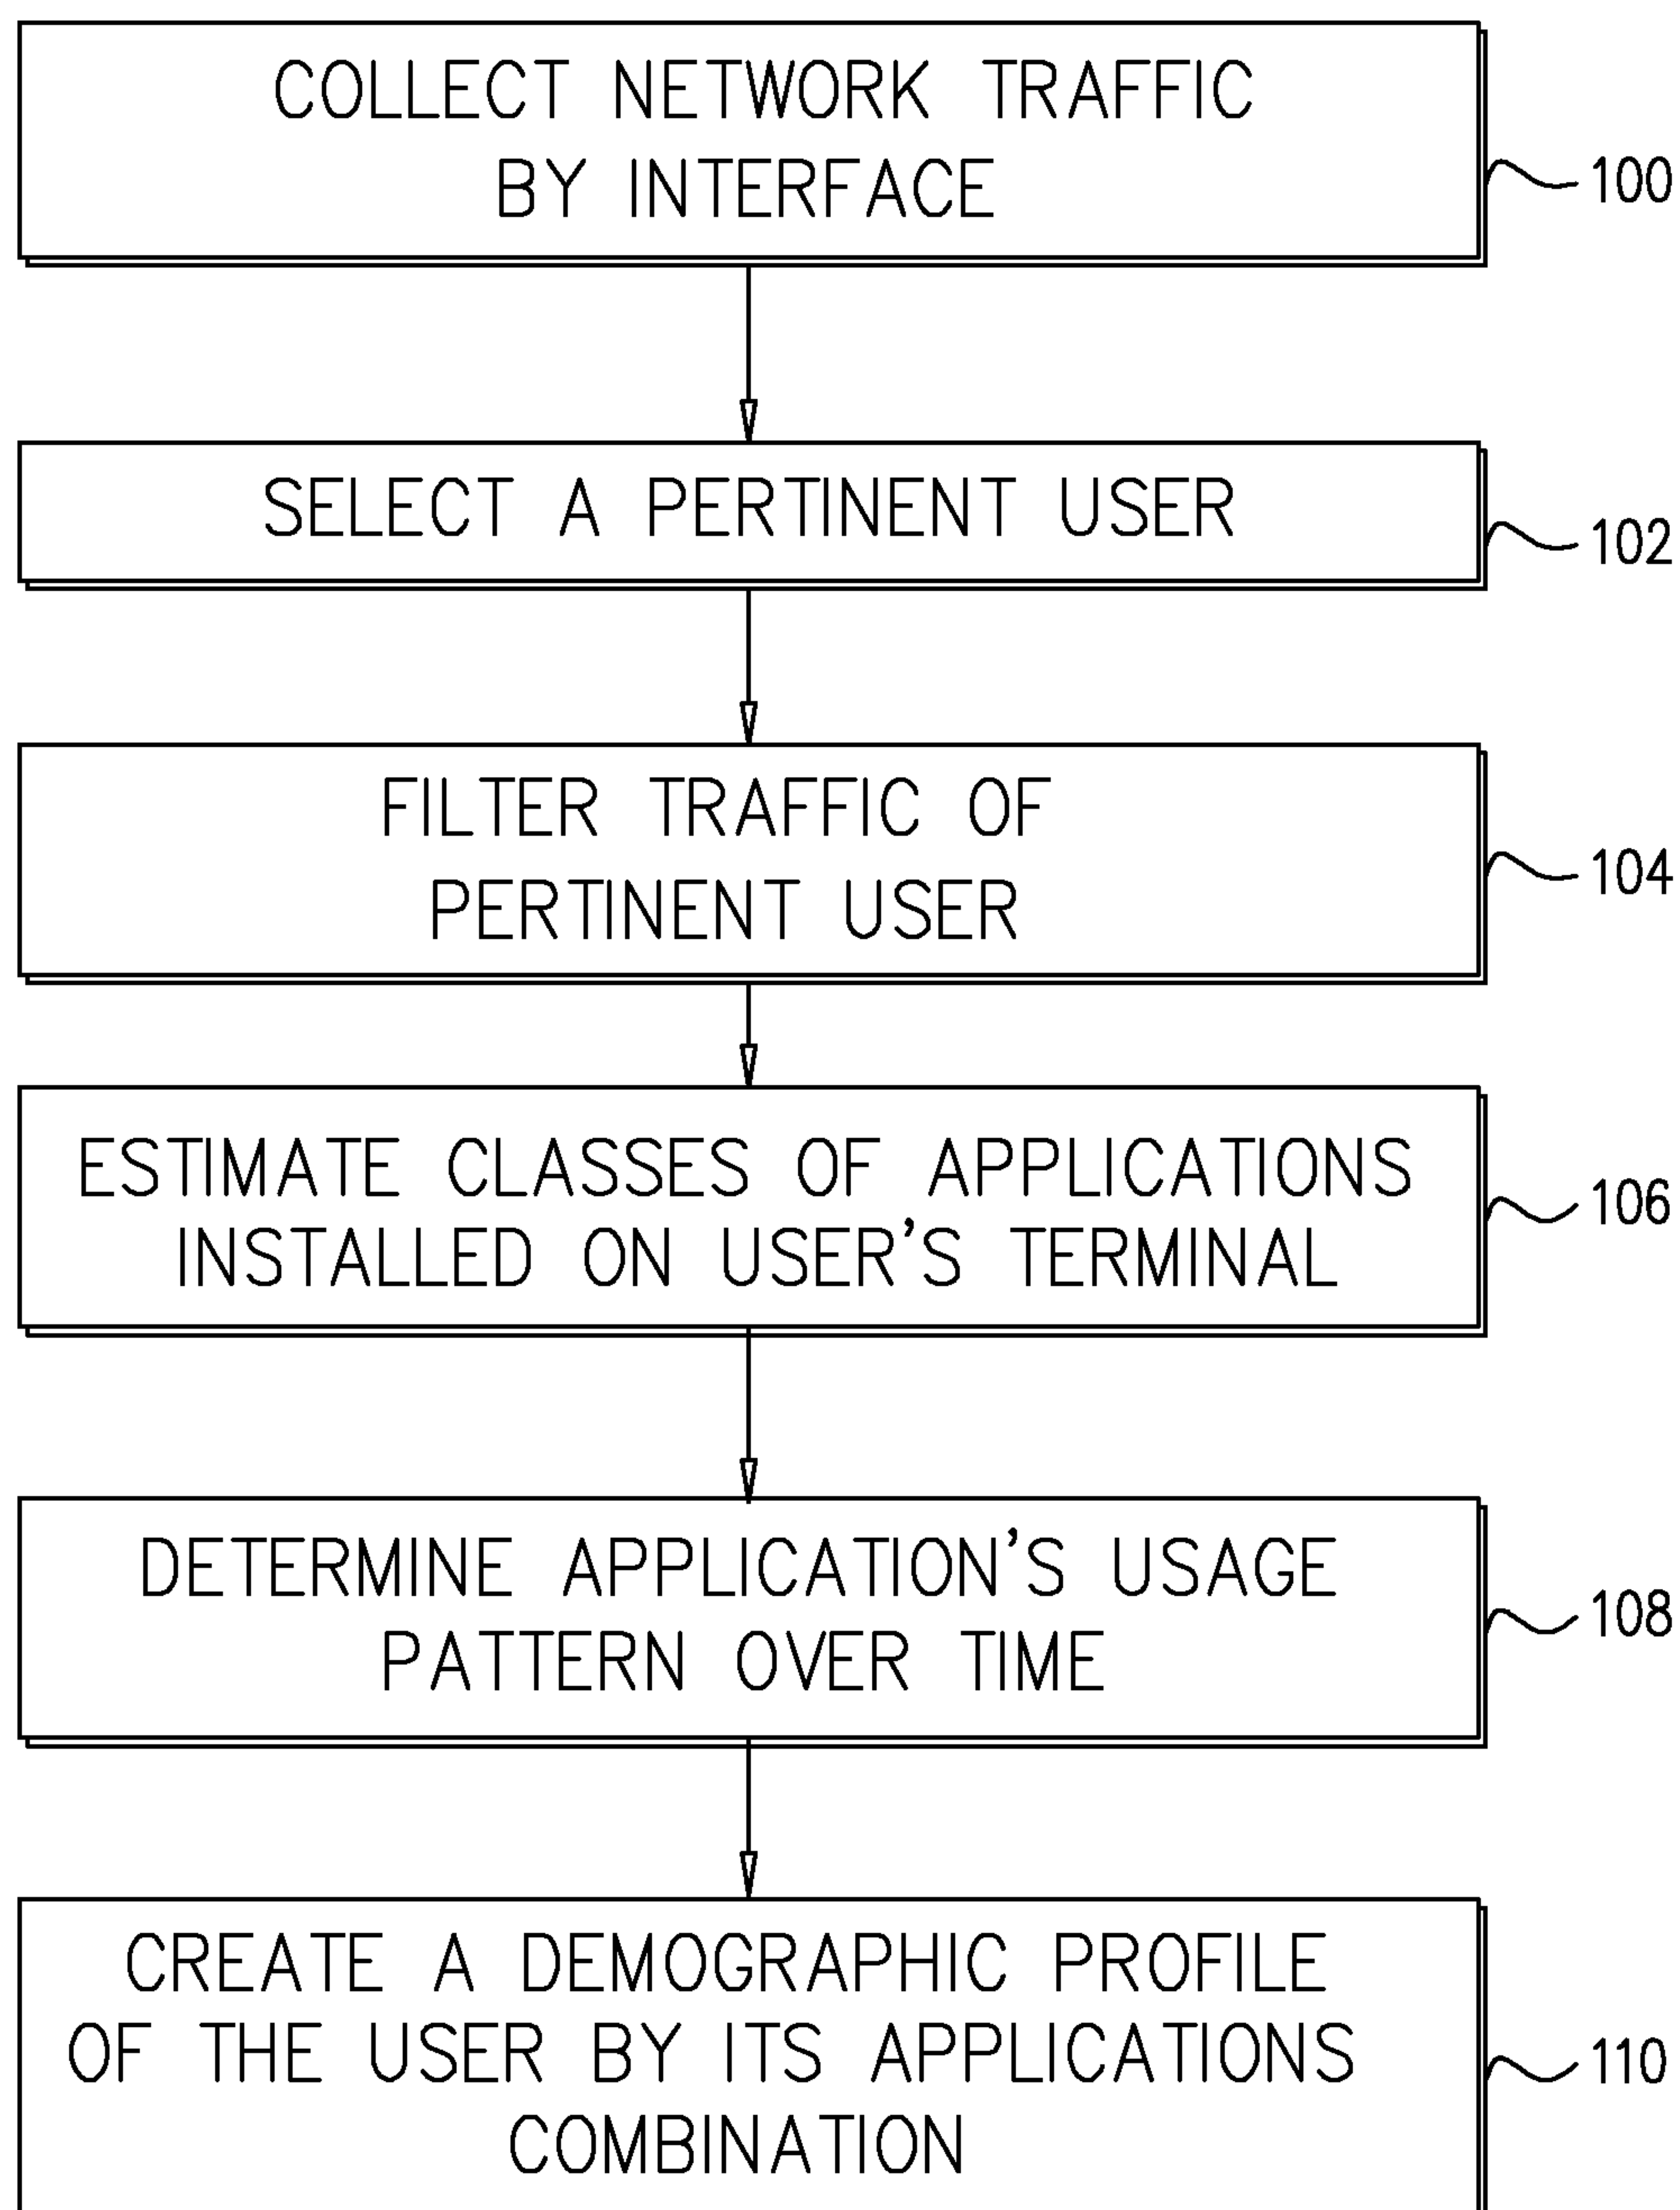 COLLECT NETWORK TRAFFIC
BY INTERFACE
100
SELECT A PERTINENT USER
102
FILTER TRAFFIC OF
PERTINENT USER
104
ESTIMATE CLASSES OF APPLICATIONS
INSTALLED ON USER'S TERMINAL
106
DETERMINE APPLICATION'S USAGE
PATTERN OVER TIME
108
CREATE A DEMOGRAPHIC PROFILE
OF THE USER BY ITS APPLICATIONS
COMBINATION
110